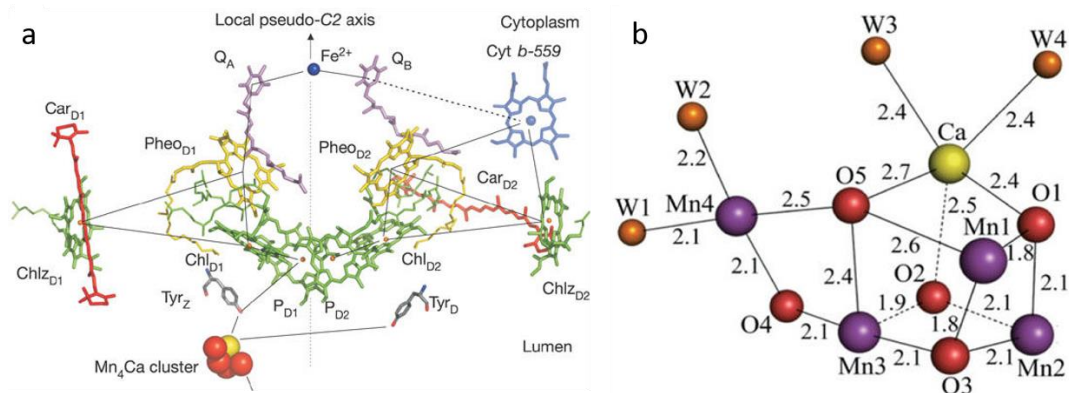 a
Local pseudo-C2 axis
Cytoplasm
Fe2+
Cyt b-559
QA
QB
CarD1
PheoD1
PheoD2
CarD2
ChlzD1
ChlD1
ChlD2
ChlzD2
TyrZ
PD1
PD2
TyrD
Mn4Ca cluster
Lumen
b
W3
W4
W2
2.4
2.4
Ca
2.2
O5
2.7
2.4
O1
W1
Mn4
2.5
2.5
Mn1
2.1
2.6
1.8
2.1
2.4
O2
2.1
O4
1.9
2.1
1.8
2.1
Mn3
2.1
O3
2.1
Mn2